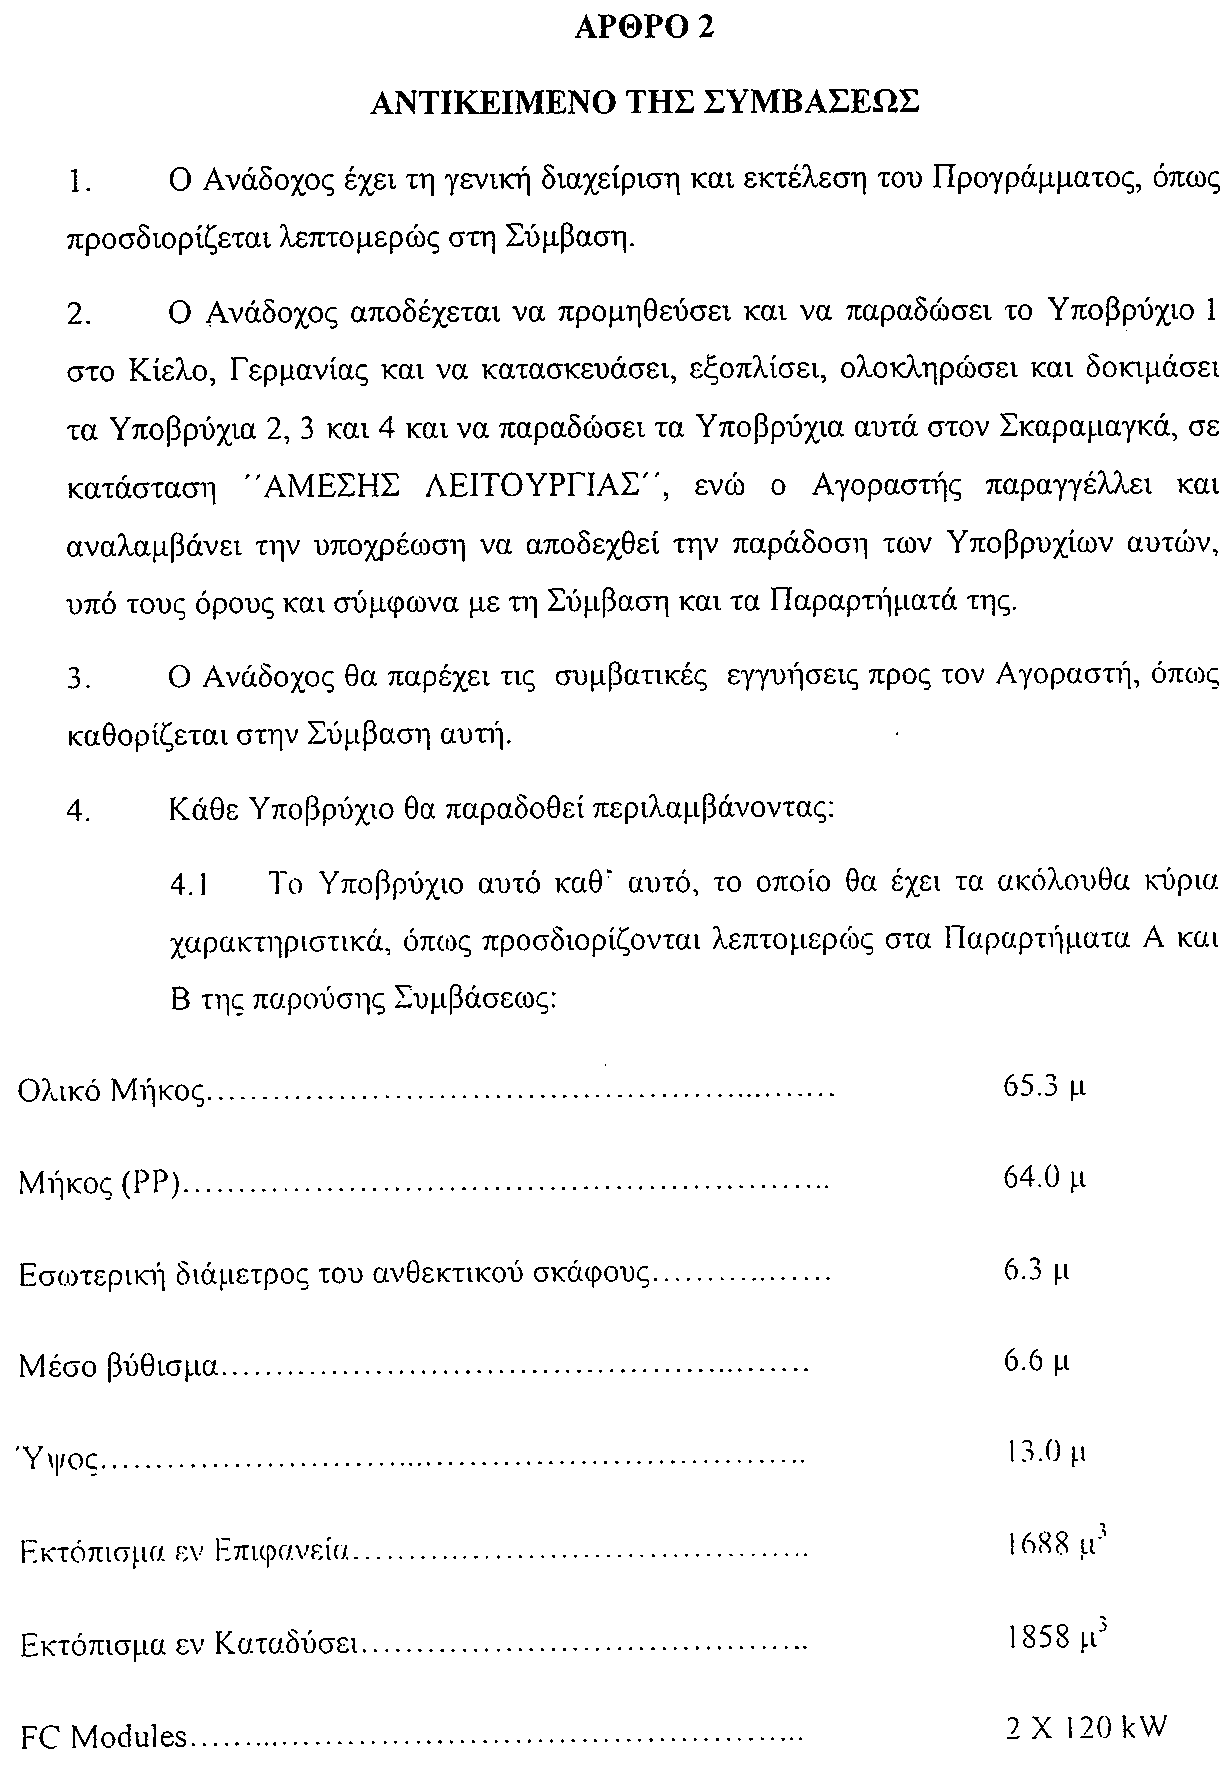 ΑΡΘΡΟ 2
ΑΝΤΙΚΕΙΜΕΝΟ ΤΗΣ ΣΥΜΒΑΣΕΩΣ
1. Ο Ανάδοχος έχει τη γενική διαχείριση και εκτέλεση του Προγράμματος, όπως
προσδιορίζεται λεπτομερώς στη Σύμβαση.
2. Ο Ανάδοχος αποδέχεται να προμηθεύσει και να παραδώσει το Υποβρύχιο 1
στο Κίελο, Γερμανίας και να κατασκευάσει, εξοπλίσει, ολοκληρώσει και δοκιμάσει
τα Υποβρύχια 2, 3 και 4 και να παραδώσει τα Υποβρύχια αυτά στον Σκαραμαγκά, σε
κατάσταση ΄΄ΑΜΕΣΗΣ ΛΕΙΤΟΥΡΓΙΑΣ΄΄, ενώ ο Αγοραστής παραγγέλλει και
αναλαμβάνει την υποχρέωση να αποδεχθεί την παράδοση των Υποβρυχίων αυτών,
υπό τους όρους και σύμφωνα με τη Σύμβαση και τα Παραρτήματά της.
3. Ο Ανάδοχος θα παρέχει τις συμβατικές εγγυήσεις προς τον Αγοραστή, όπως
καθορίζεται στην Σύμβαση αυτή.
4. Κάθε Υποβρύχιο θα παραδοθεί περιλαμβάνοντας:
4.1 Το Υποβρύχιο αυτό καθ΄ αυτό, το οποίο θα έχει τα ακόλουθα κύρια
χαρακτηριστικά, όπως προσδιορίζονται λεπτομερώς στα Παραρτήματα Α και
Β της παρούσης Συμβάσεως:
Ολικό Μήκος.......................................................... 65.3 μ
Μήκος (PP)............................................................ 64.0 μ
Εσωτερική διάμετρος του ανθεκτικού σκάφους................ 6.3 μ
Μέσο βύθισμα...................................................... 6.6 μ
Ύψος................................................................. 13.0 μ
Εκτόπισμα εν Επιφανεία.......................................... 1688 μ³
Εκτόπισμα εν Καταδύσει......................................... 1858 μ³
FC Modules......................................................... 2 X 120 kW